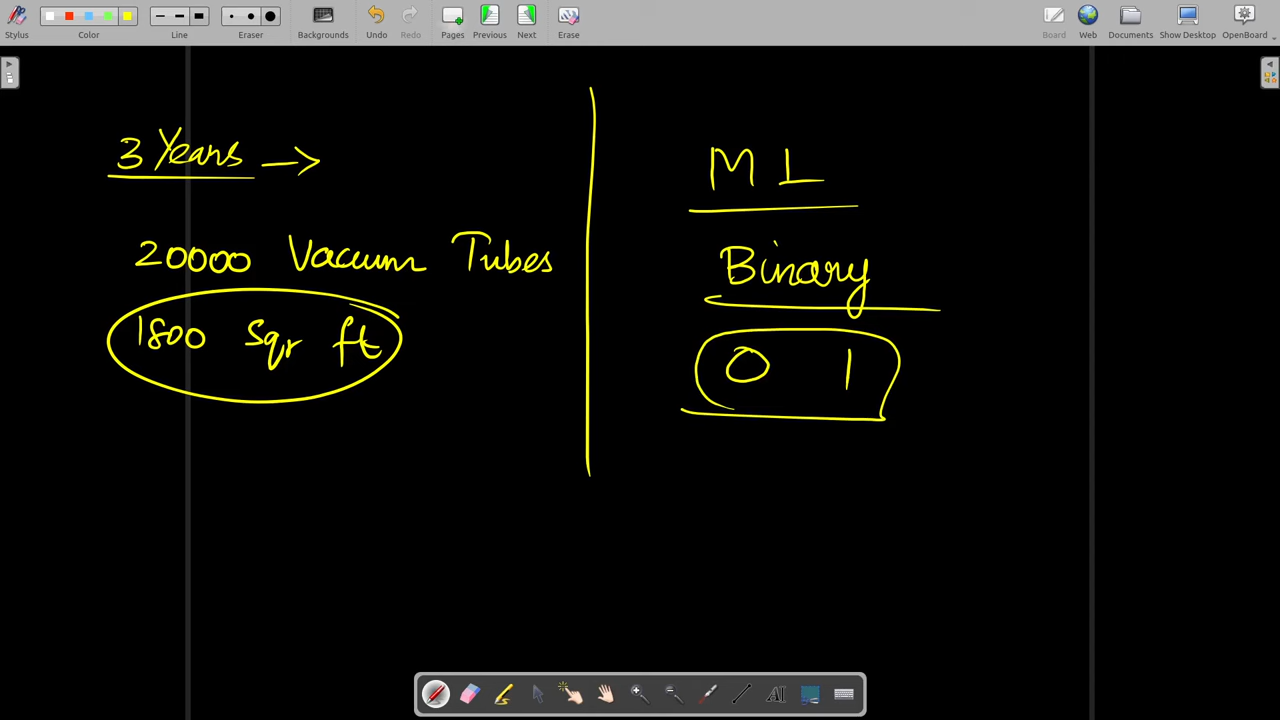 Stylus Color Line Eraser Backgrounds Undo Redo Pages Previous Next Erase Board Web Documents Show Desktop OpenBoard
3 Years →
20000 Vacuum Tubes
1800 Sqr ft
M L
Binary
0 1
AI